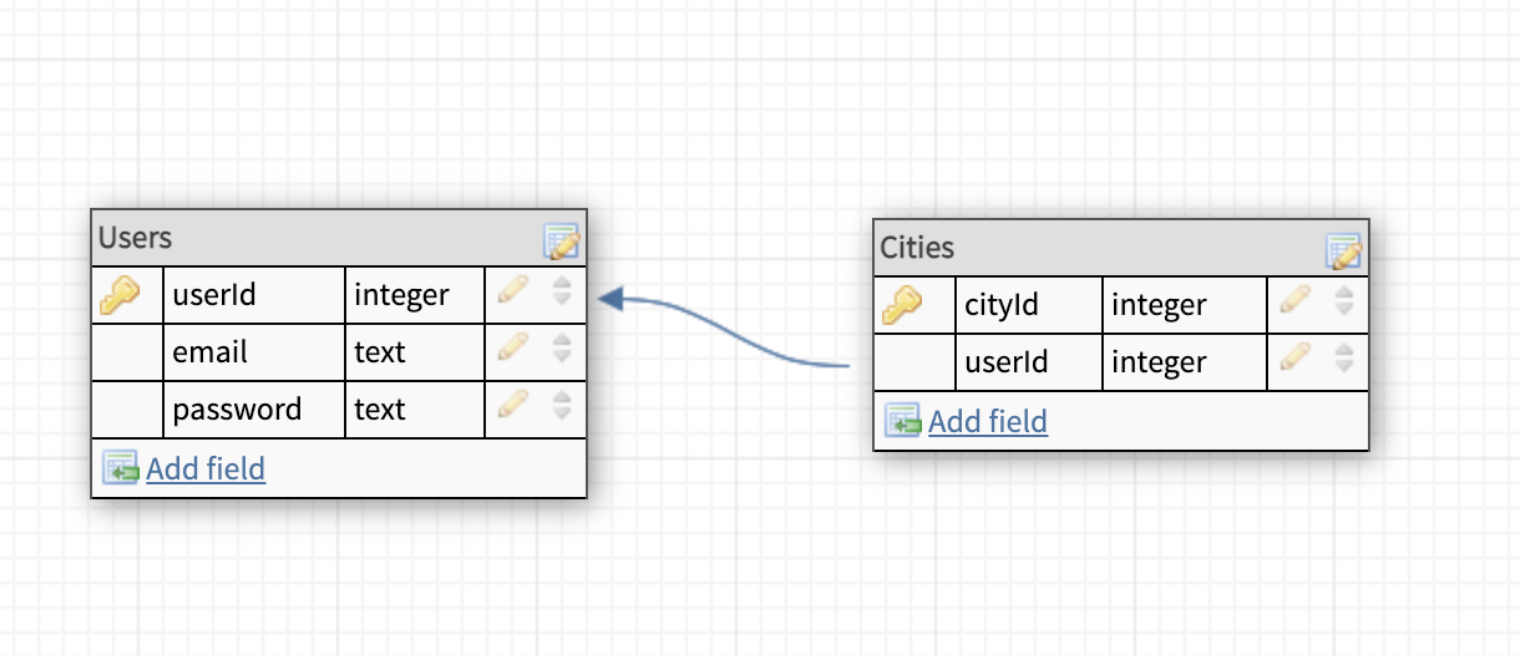 Users
userId integer
email text
password text
Add field
Cities
cityId integer
userId integer
Add field